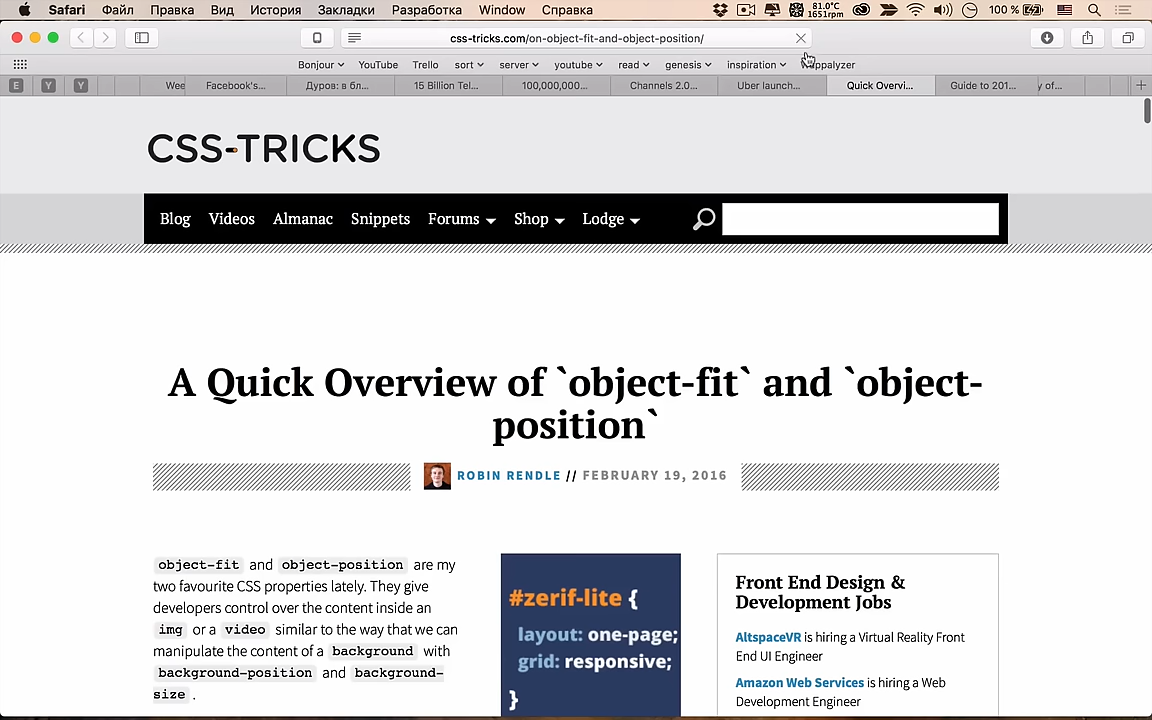 Safari Файл Правка Вид История Закладки Разработка Window Справка 81.0°C 1651rpm 100 %
css-tricks.com/on-object-fit-and-object-position/
Bonjour YouTube Trello sort server youtube read genesis inspiration Wappalyzer
E Y Y Wee Facebook's... Дуров: в бл... 15 Billion Tel... 100,000,000... Channels 2.0... Uber launch... Quick Overvi... Guide to 201... y of... +
CSS-TRICKS
Blog Videos Almanac Snippets Forums Shop Lodge
A Quick Overview of `object-fit` and `object-
position`
ROBIN RENDLE // FEBRUARY 19, 2016
object-fit and object-position are my
two favourite CSS properties lately. They give
developers control over the content inside an
img or a video similar to the way that we can
manipulate the content of a background with
background-position and background-
size .
#zerif-lite {
layout: one-page;
grid: responsive;
}
Front End Design &
Development Jobs
AltspaceVR is hiring a Virtual Reality Front
End UI Engineer
Amazon Web Services is hiring a Web
Development Engineer